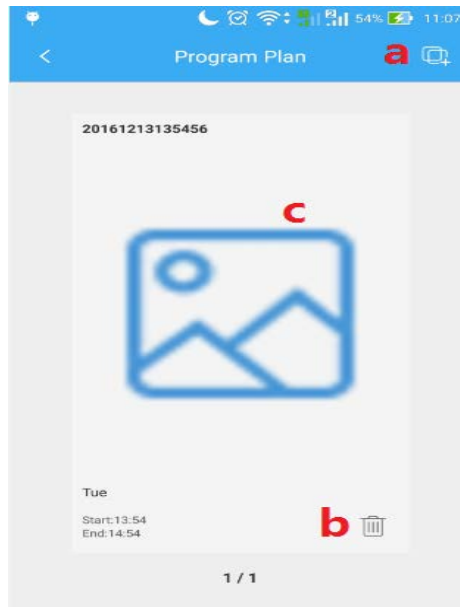 54% 11:07
< Program Plan a
20161213135456
c
Tue
Start:13:54
End:14:54
b
1 / 1